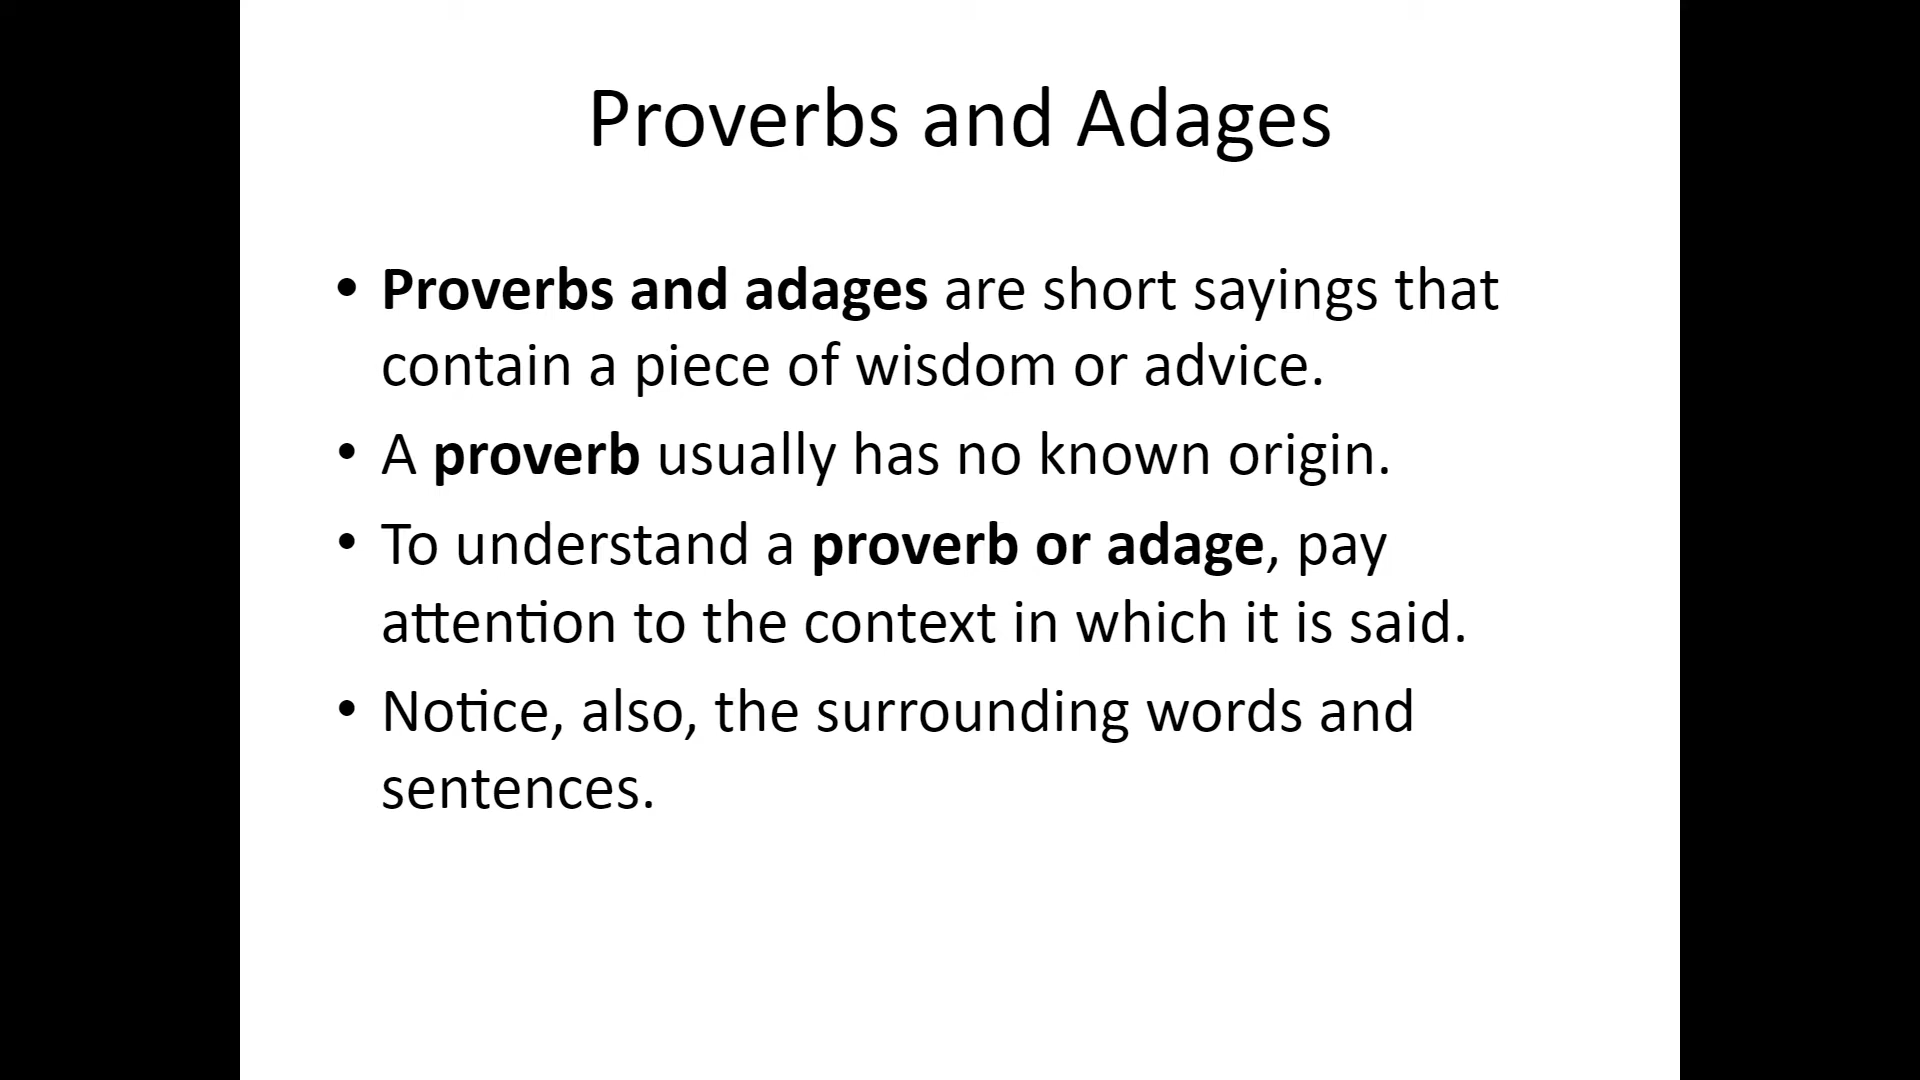 Proverbs and Adages
• Proverbs and adages are short sayings that
contain a piece of wisdom or advice.
• A proverb usually has no known origin.
• To understand a proverb or adage, pay
attention to the context in which it is said.
• Notice, also, the surrounding words and
sentences.